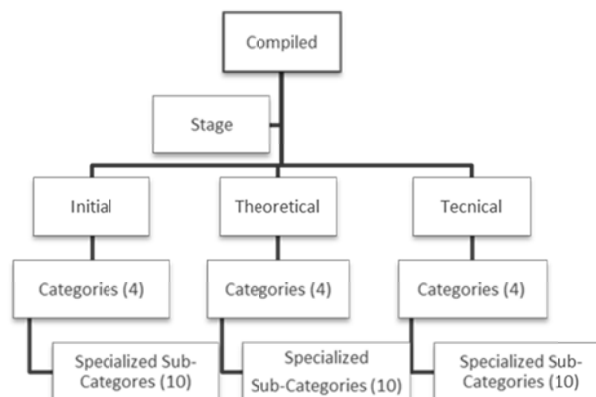 Compiled
Stage
Initial
Theoretical
Tecnical
Categories (4)
Categories (4)
Categories (4)
Specialized Sub-
Categores (10)
Specialized
Sub-Categories (10)
Specialized Sub-
Categories (10)